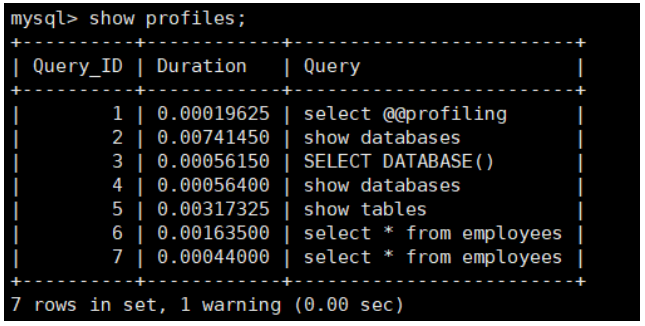 mysql> show profiles;
+----------+------------+---------------------------+
| Query_ID | Duration   | Query                     |
+----------+------------+---------------------------+
|        1 | 0.00019625 | select @@profiling        |
|        2 | 0.00741450 | show databases            |
|        3 | 0.00056150 | SELECT DATABASE()         |
|        4 | 0.00056400 | show databases            |
|        5 | 0.00317325 | show tables               |
|        6 | 0.00163500 | select * from employees |
|        7 | 0.00044000 | select * from employees |
+----------+------------+---------------------------+
7 rows in set, 1 warning (0.00 sec)